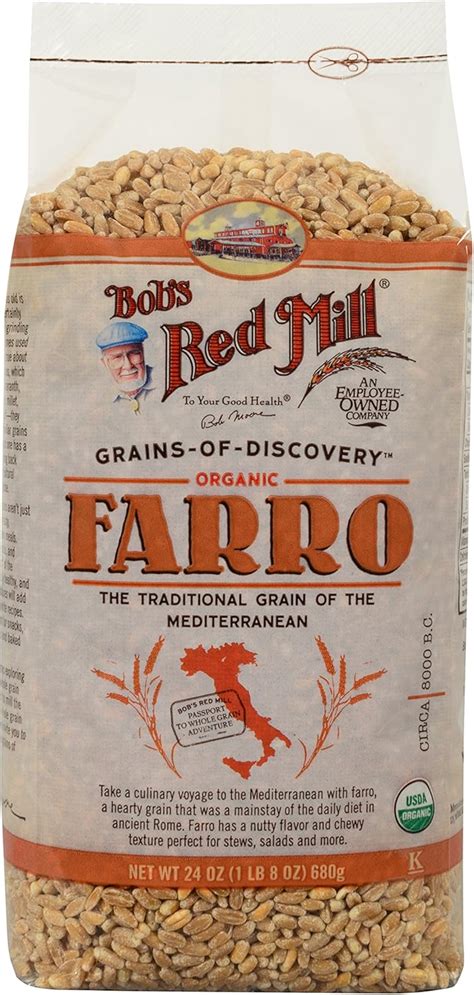 Bob's
Red Mill®
To Your Good Health®
Bob Moore
AN
EMPLOYEE-
OWNED
COMPANY
GRAINS-OF-DISCOVERY™
ORGANIC
FARRO
THE TRADITIONAL GRAIN OF THE
MEDITERRANEAN
BOB'S RED MILL
PASSPORT
TO WHOLE GRAIN
ADVENTURE
CIRCA 8000 B.C.
Take a culinary voyage to the Mediterranean with farro,
a hearty grain that was a mainstay of the daily diet in
ancient Rome. Farro has a nutty flavor and chewy
texture perfect for stews, salads and more.
USDA
ORGANIC
NET WT 24 OZ (1 LB 8 OZ) 680g
K